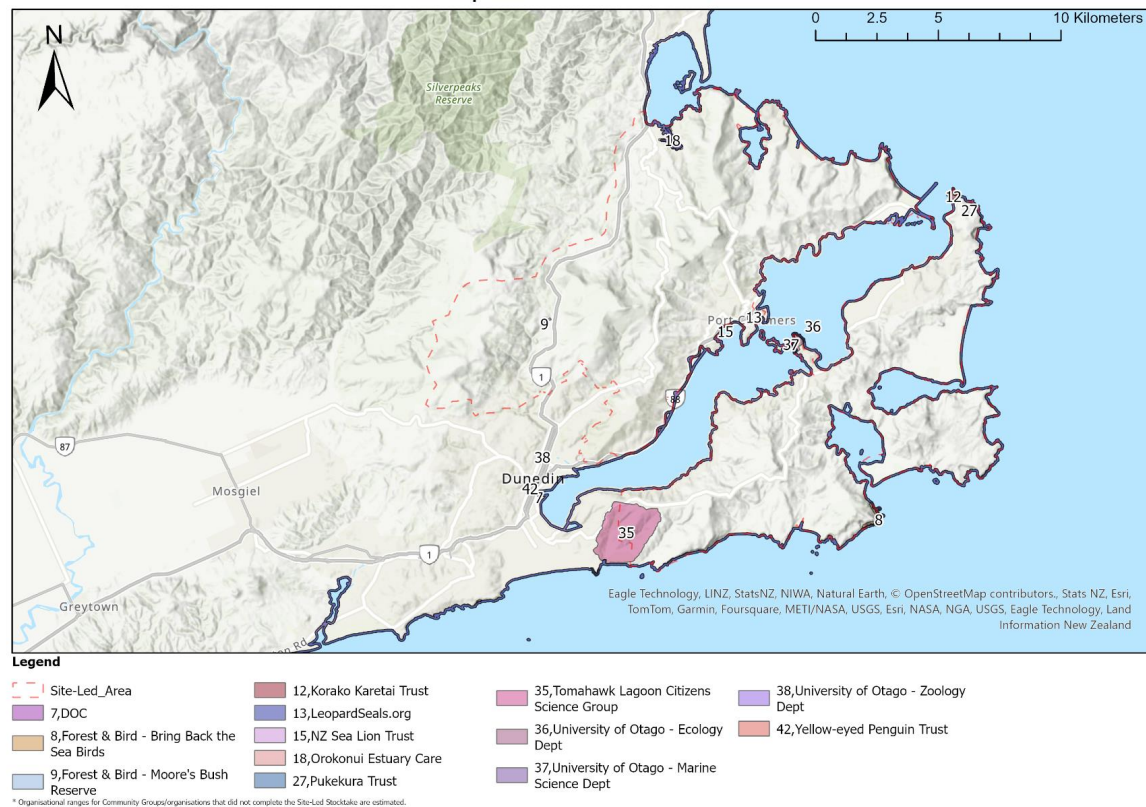 0 2.5 5 10 Kilometers
N
Silverpeaks
Reserve
18
12
27
9
13
Port Chalmers
36
15
37
1
88
87
38
Mosgiel
Dunedin
42
7
8
35
1
Greytown
Rd
Eagle Technology, LINZ, StatsNZ, NIWA, Natural Earth, © OpenStreetMap contributors., Stats NZ, Esri,
TomTom, Garmin, Foursquare, METI/NASA, USGS, Esri, NASA, NGA, USGS, Eagle Technology, Land
Information New Zealand
Legend
Site-Led_Area
7,DOC
8,Forest & Bird - Bring Back the
Sea Birds
9,Forest & Bird - Moore's Bush
Reserve
12,Korako Karetai Trust
13,LeopardSeals.org
15,NZ Sea Lion Trust
18,Orokonui Estuary Care
27,Pukekura Trust
35,Tomahawk Lagoon Citizens
Science Group
36,University of Otago - Ecology
Dept
37,University of Otago - Marine
Science Dept
38,University of Otago - Zoology
Dept
42,Yellow-eyed Penguin Trust
* Organisational ranges for Community Groups/organisations that did not complete the Site-Led Stocktake are estimated.